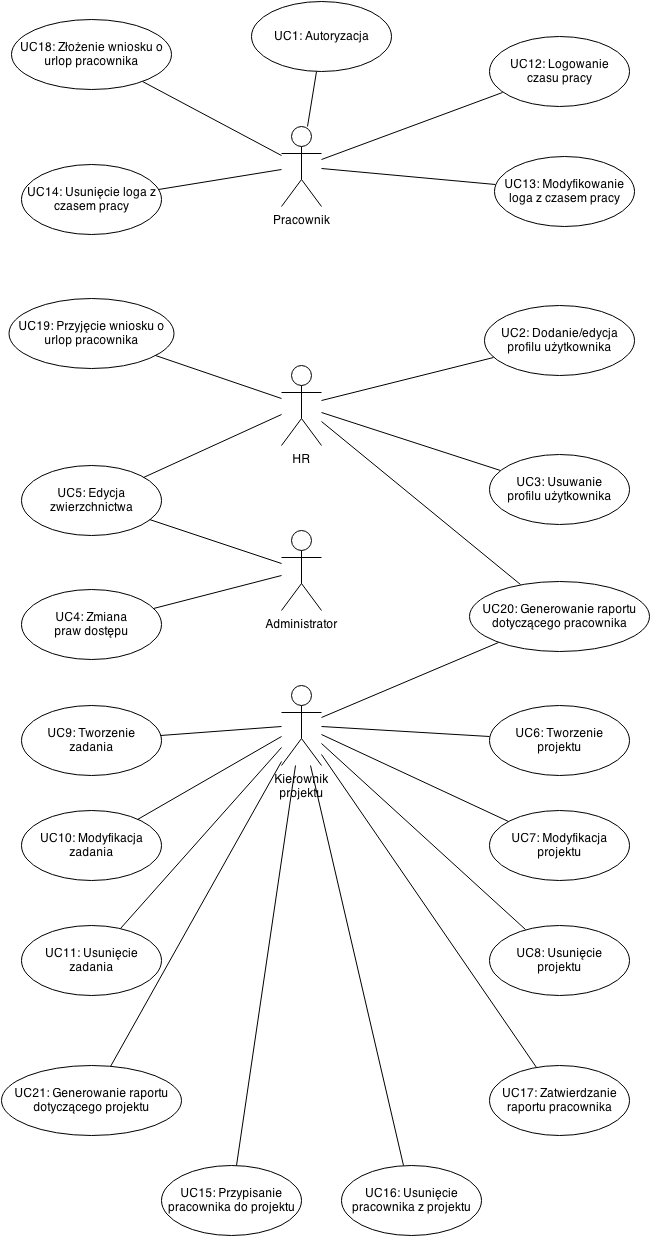 UC1: Autoryzacja
UC18: Złożenie wniosku o
urlop pracownika
UC12: Logowanie
czasu pracy
UC14: Usunięcie loga z
czasem pracy
UC13: Modyfikowanie
loga z czasem pracy
Pracownik
UC19: Przyjęcie wniosku o
urlop pracownika
UC2: Dodanie/edycja
profilu użytkownika
HR
UC5: Edycja
zwierzchnictwa
UC3: Usuwanie
profilu użytkownika
UC4: Zmiana
praw dostępu
Administrator
UC20: Generowanie raportu
dotyczącego pracownika
UC9: Tworzenie
zadania
UC6: Tworzenie
projektu
Kierownik
projektu
UC10: Modyfikacja
zadania
UC7: Modyfikacja
projektu
UC11: Usunięcie
zadania
UC8: Usunięcie
projektu
UC21: Generowanie raportu
dotyczącego projektu
UC17: Zatwierdzanie
raportu pracownika
UC15: Przypisanie
pracownika do projektu
UC16: Usunięcie
pracownika z projektu